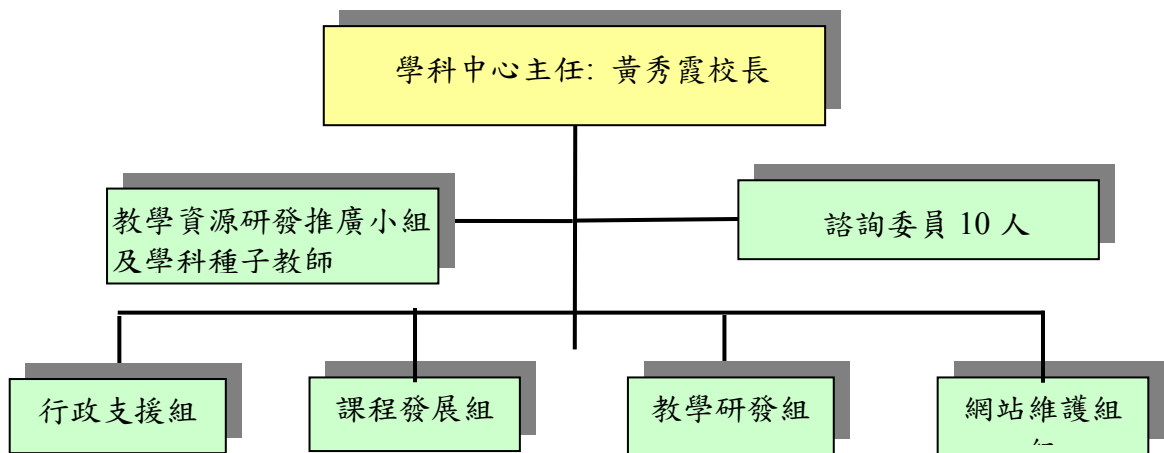 學科中心主任: 黃秀霞校長
教學資源研發推廣小組
及學科種子教師
諮詢委員 10 人
行政支援組
課程發展組
教學研發組
網站維護組